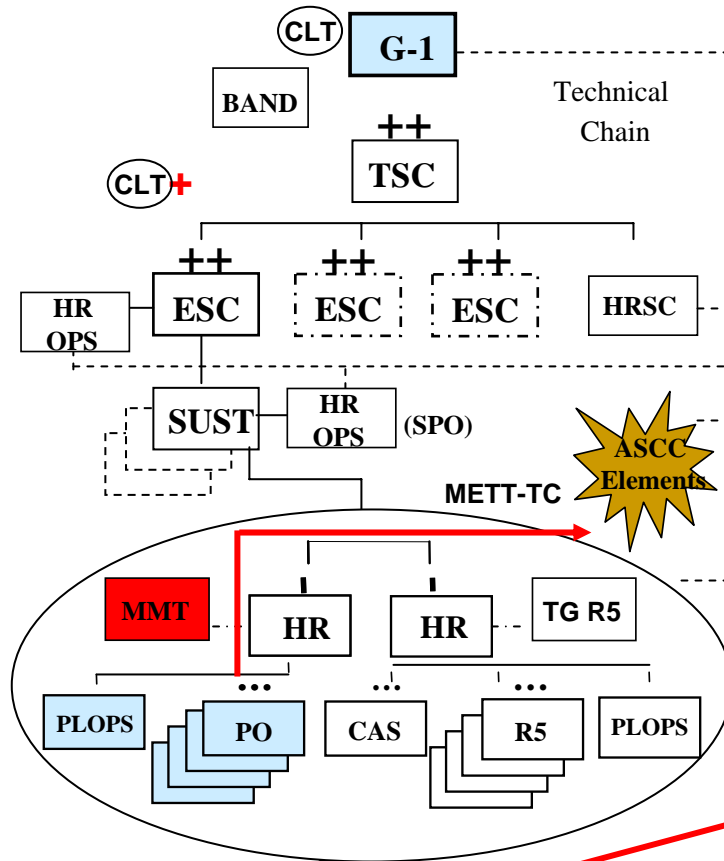 CLT
G-1
BAND
Technical
Chain
++
TSC
CLT+
++
++
++
HR
OPS
ESC
ESC
ESC
HRSC
SUST
HR
OPS
(SPO)
ASCC
Elements
METT-TC
MMT
HR
HR
TG R5
PLOPS
PO
CAS
R5
PLOPS